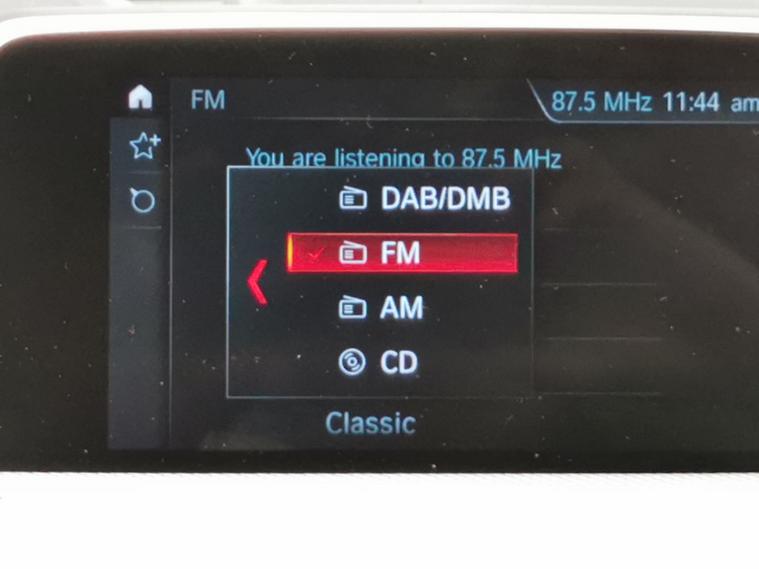 FM 87.5 MHz 11:44 am
You are listening to 87.5 MHz
DAB/DMB
FM
AM
CD
Classic